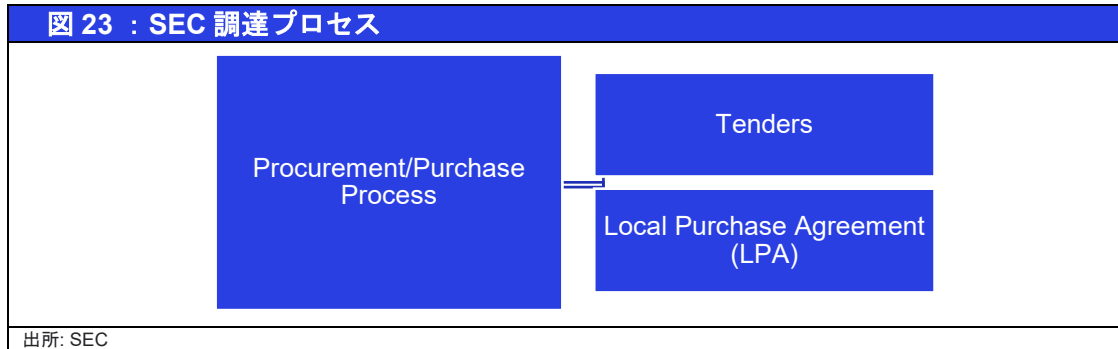 図 23 ：SEC 調達プロセス
Procurement/Purchase
Process
Tenders
Local Purchase Agreement
(LPA)
出所: SEC